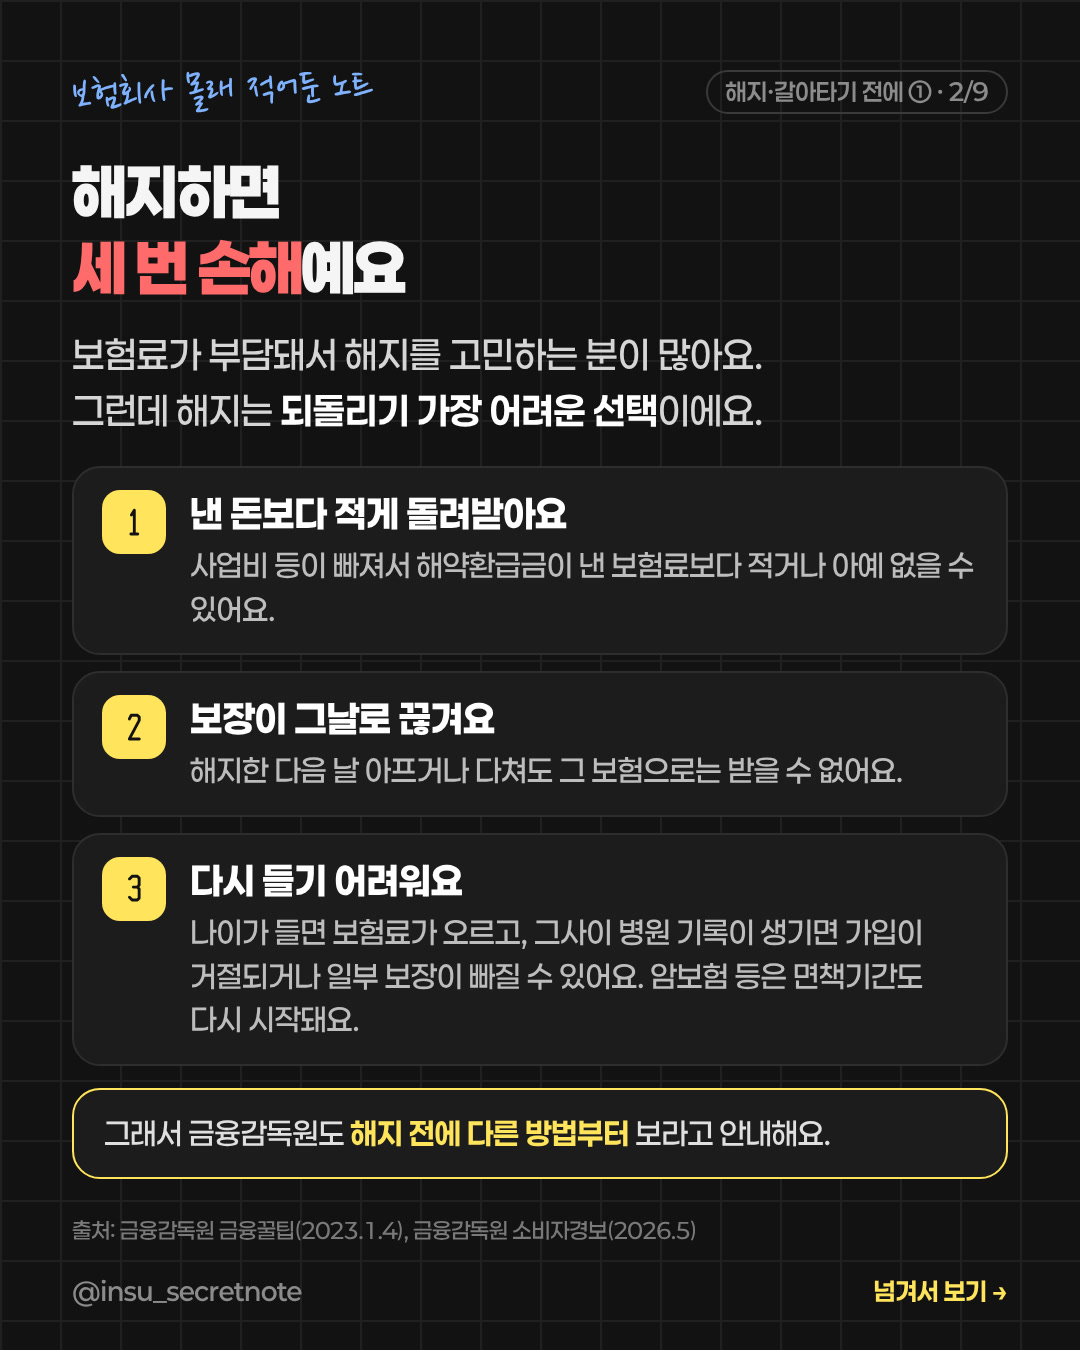 보험회사 몰래 적어둔 노트
해지·갈아타기 전에 ① · 2/9
해지하면
세 번 손해예요
보험료가 부담돼서 해지를 고민하는 분이 많아요.
그런데 해지는 되돌리기 가장 어려운 선택이에요.
1
낸 돈보다 적게 돌려받아요
사업비 등이 빠져서 해약환급금이 낸 보험료보다 적거나 아예 없을 수
있어요.
2
보장이 그날로 끊겨요
해지한 다음 날 아프거나 다쳐도 그 보험으로는 받을 수 없어요.
3
다시 들기 어려워요
나이가 들면 보험료가 오르고, 그사이 병원 기록이 생기면 가입이
거절되거나 일부 보장이 빠질 수 있어요. 암보험 등은 면책기간도
다시 시작돼요.
그래서 금융감독원도 해지 전에 다른 방법부터 보라고 안내해요.
출처: 금융감독원 금융꿀팁(2023.1.4), 금융감독원 소비자경보(2026.5)
@insu_secretnote
넘겨서 보기 →